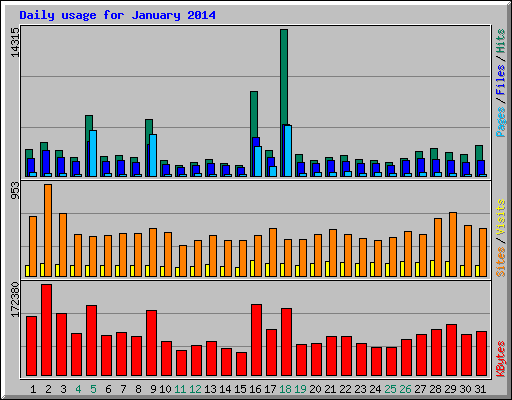 Daily usage for January 2014
14315
Pages / Files / Hits
953
Sites / Visits
172380
KBytes
1 2 3 4 5 6 7 8 9 10 11 12 13 14 15 16 17 18 19 20 21 22 23 24 25 26 27 28 29 30 31